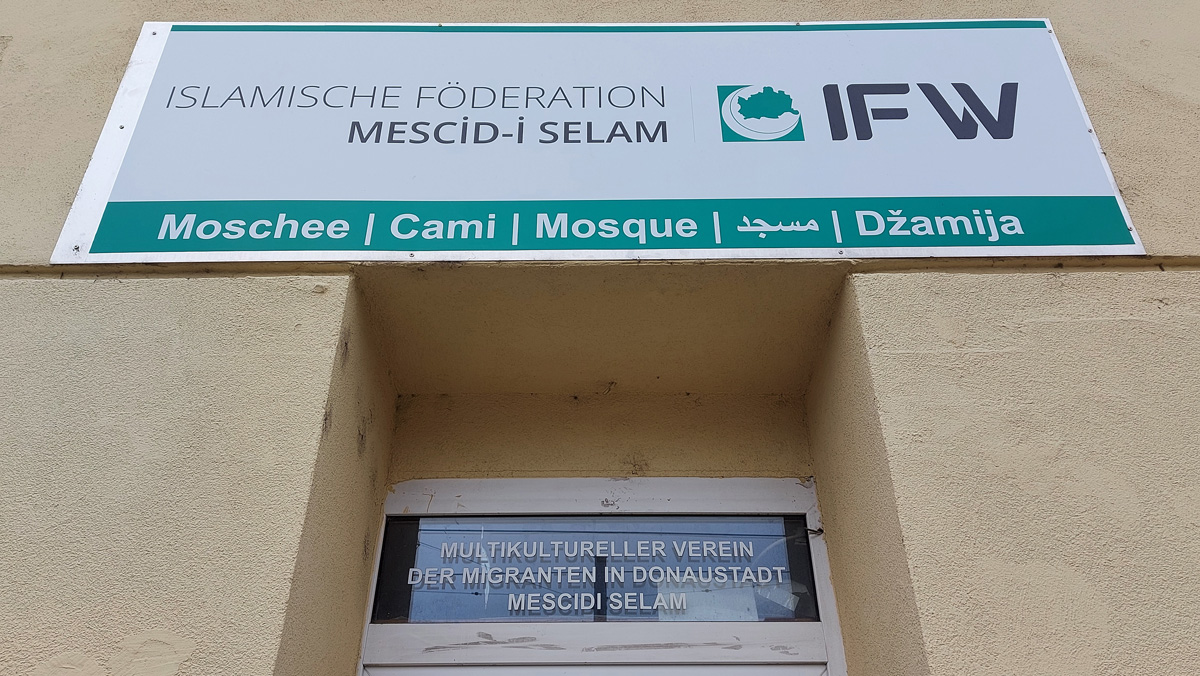 ISLAMISCHE FÖDERATION
MESCİD-İ SELAM
IFW
Moschee | Cami | Mosque | مسجد | Džamija
MULTIKULTURELLER VEREIN
DER MIGRANTEN IN DONAUSTADT
MESCIDI SELAM